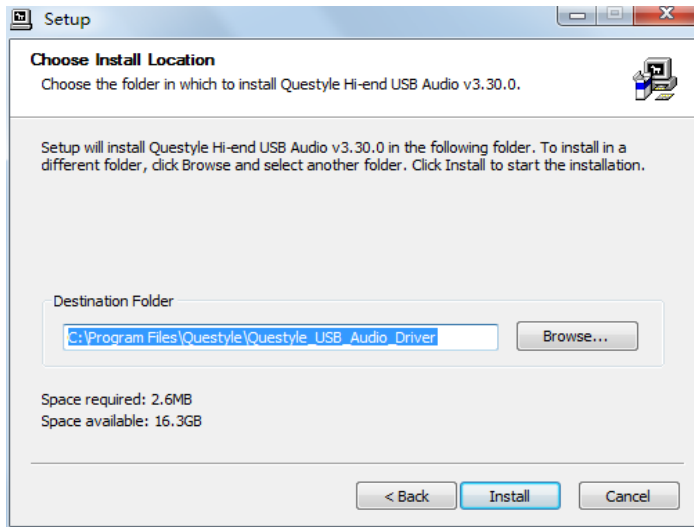 Setup
Choose Install Location
Choose the folder in which to install Questyle Hi-end USB Audio v3.30.0.
Setup will install Questyle Hi-end USB Audio v3.30.0 in the following folder. To install in a
different folder, click Browse and select another folder. Click Install to start the installation.
Destination Folder
C:\Program Files\Questyle\Questyle_USB_Audio_Driver
Browse...
Space required: 2.6MB
Space available: 16.3GB
< Back
Install
Cancel